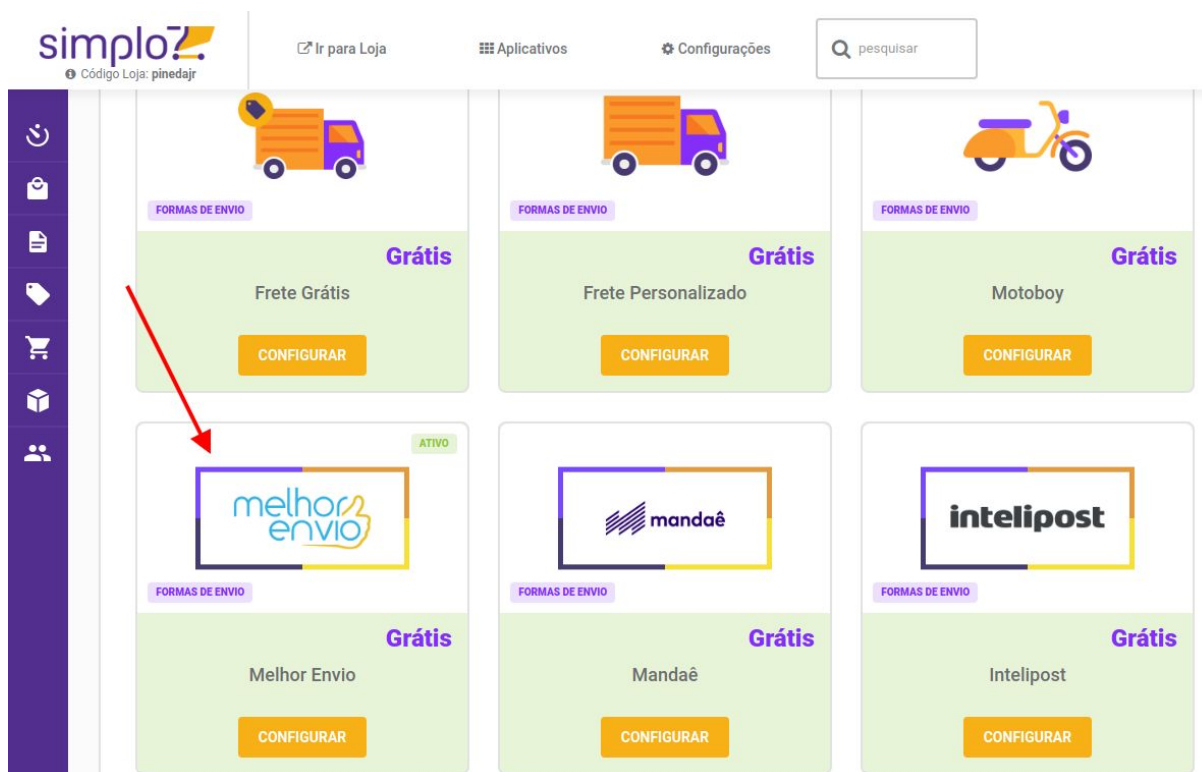 simplo7
Código Loja: pinedajr
Ir para Loja
Aplicativos
Configurações
pesquisar
FORMAS DE ENVIO
FORMAS DE ENVIO
FORMAS DE ENVIO
Grátis
Grátis
Grátis
Frete Grátis
Frete Personalizado
Motoboy
CONFIGURAR
CONFIGURAR
CONFIGURAR
ATIVO
melhor
envio
mandaê
intelipost
FORMAS DE ENVIO
FORMAS DE ENVIO
FORMAS DE ENVIO
Grátis
Grátis
Grátis
Melhor Envio
Mandaê
Intelipost
CONFIGURAR
CONFIGURAR
CONFIGURAR